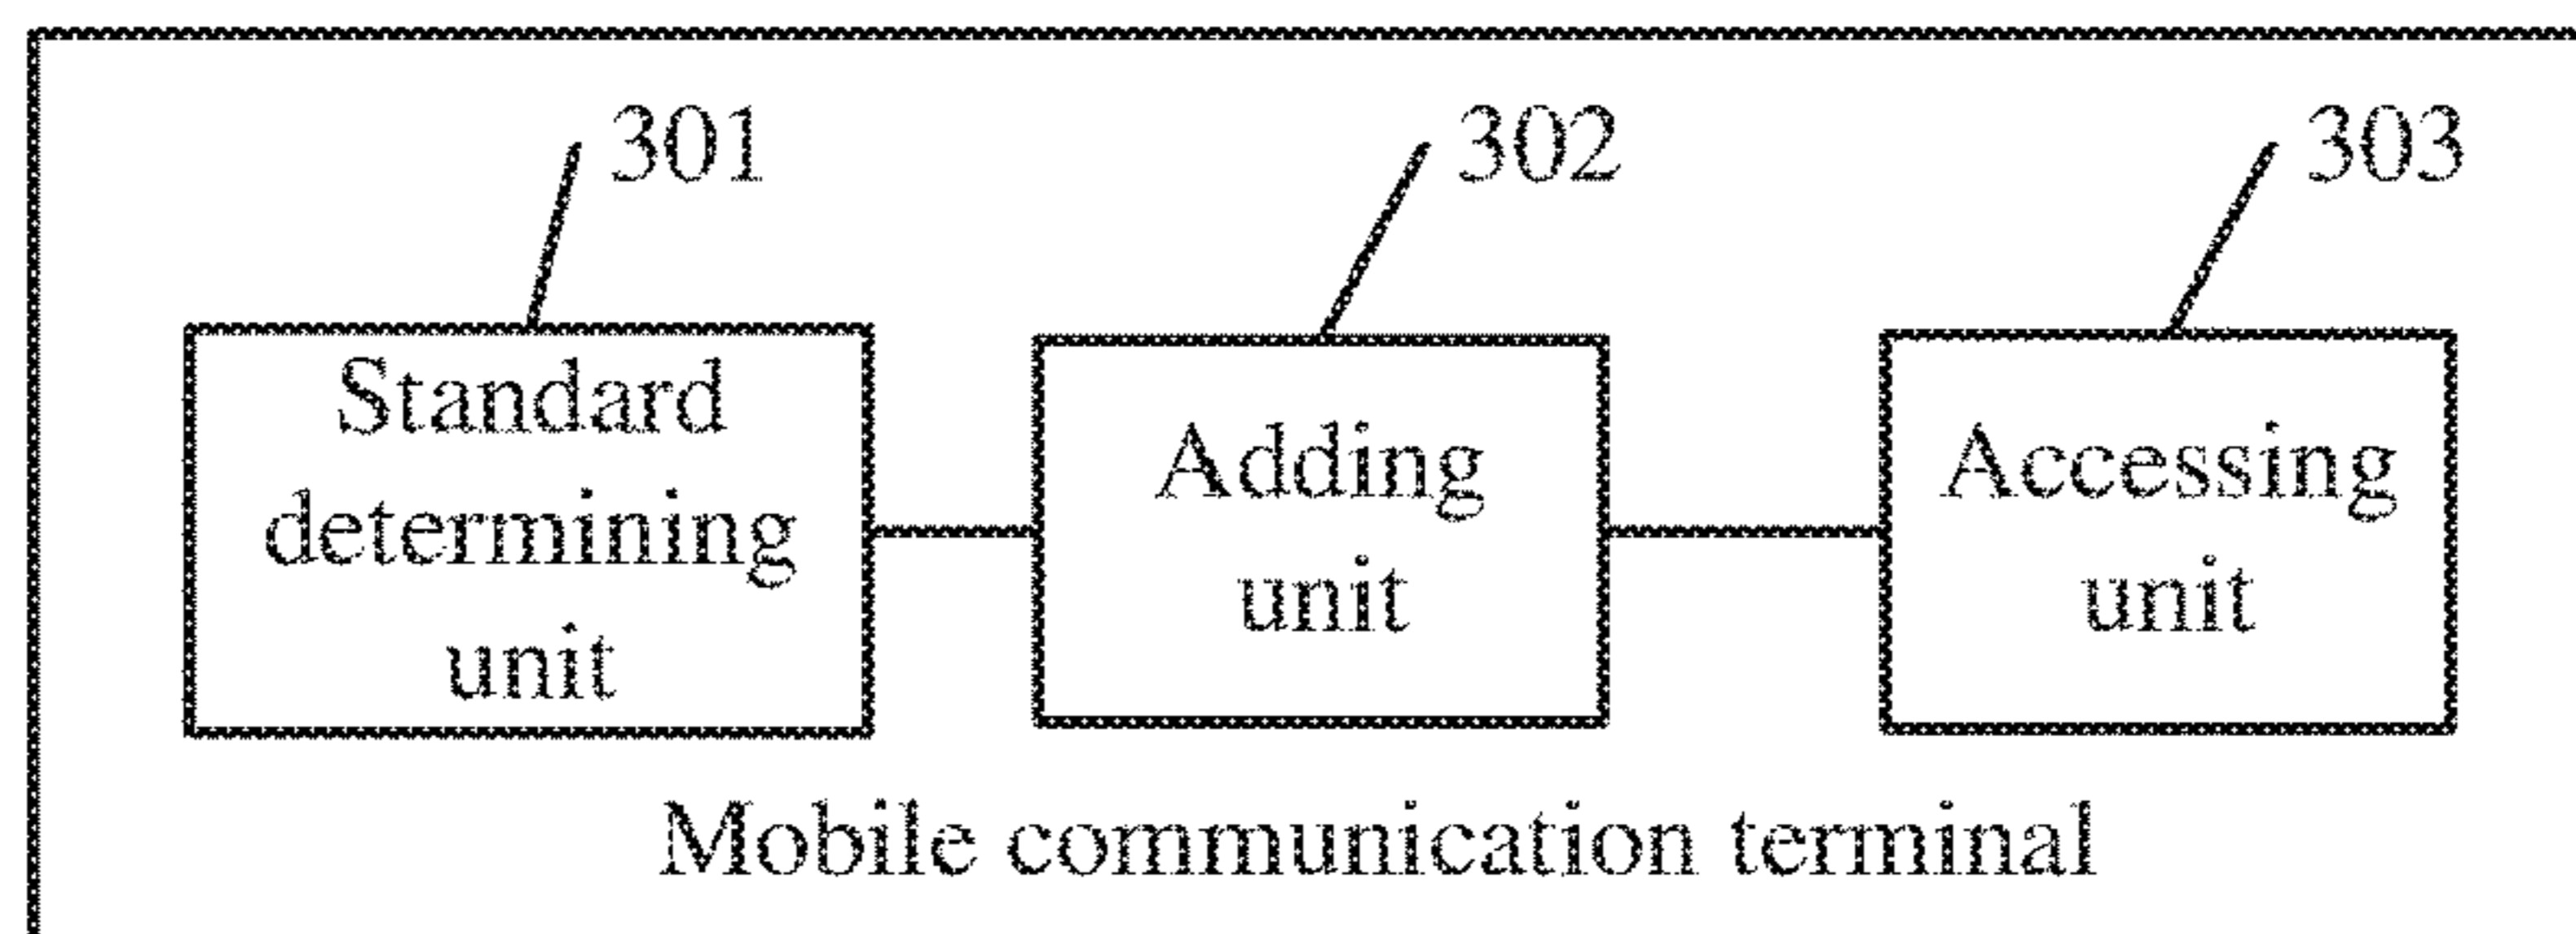 301
302
303
Standard
determining
unit
Adding
unit
Accessing
unit
Mobile communication terminal